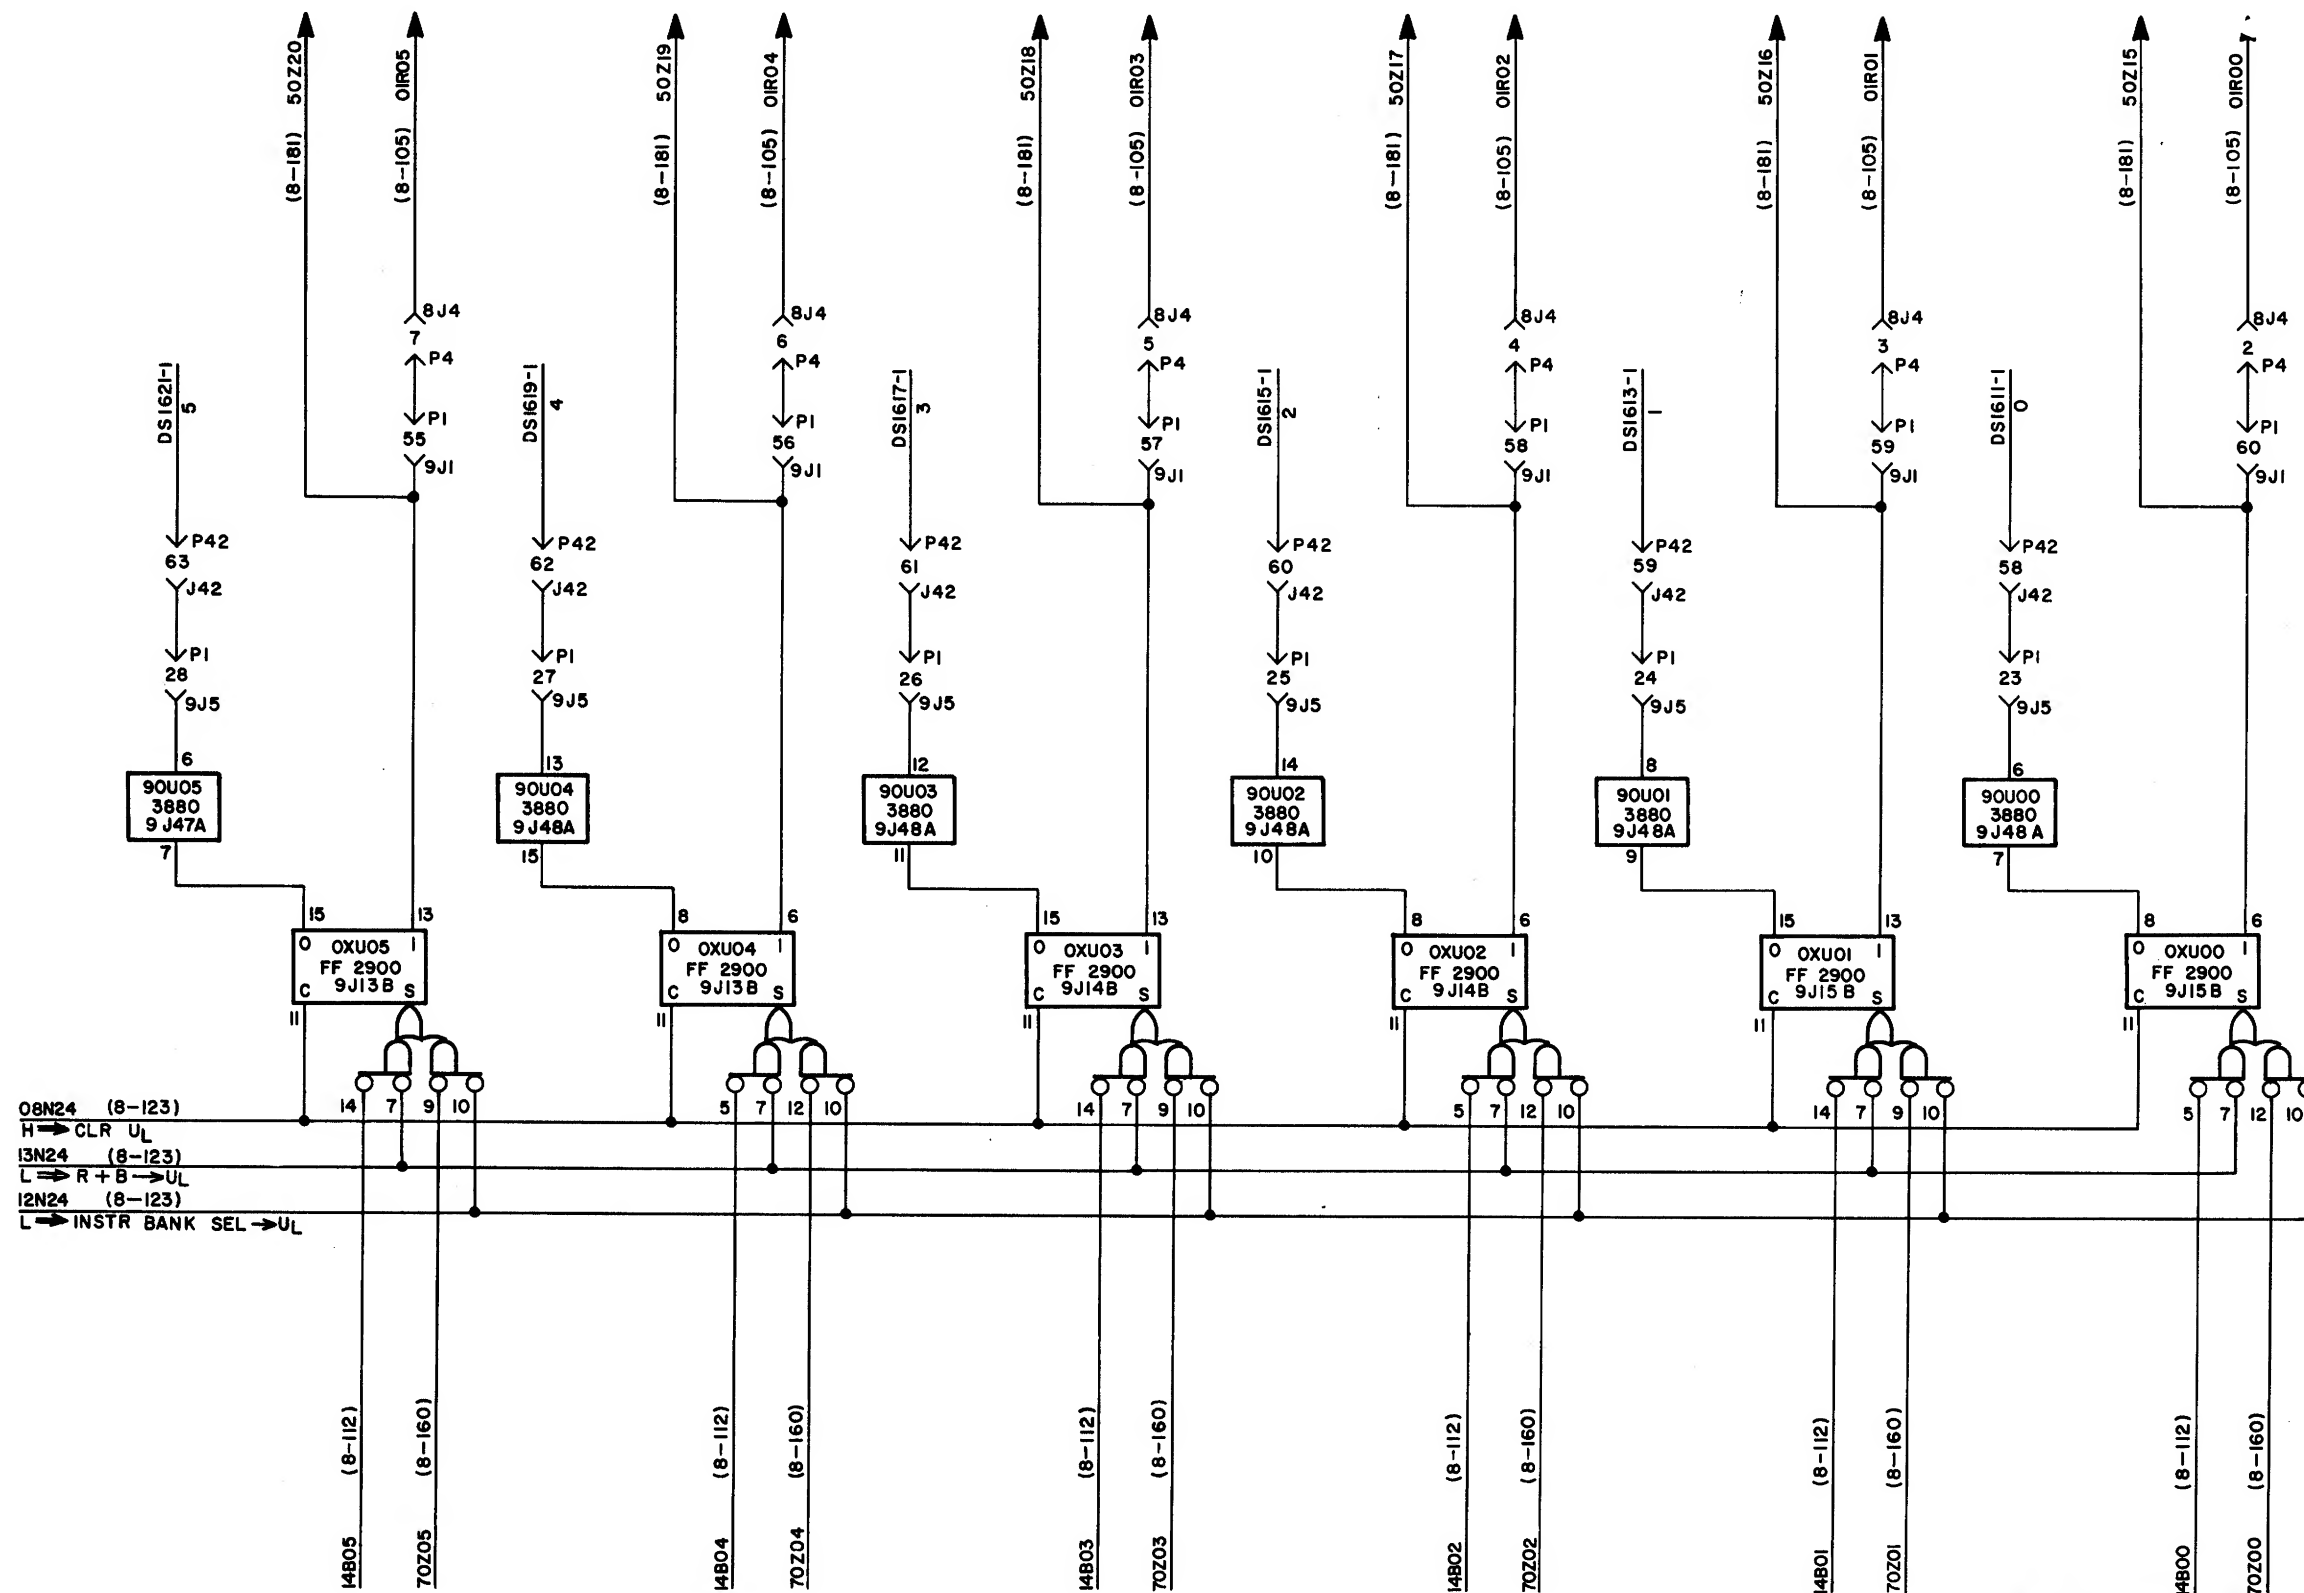 50Z20
(8-181)
01R05
(8-105)
50Z19
(8-181)
01R04
(8-105)
50Z18
(8-181)
01R03
(8-105)
50Z17
(8-181)
01R02
(8-105)
50Z16
(8-181)
01R01
(8-105)
50Z15
(8-181)
01R00
(8-105)
8J4
7
P4
P1
55
9J1
8J4
6
P4
P1
56
9J1
8J4
5
P4
P1
57
9J1
8J4
4
P4
P1
58
9J1
8J4
3
P4
P1
59
9J1
8J4
2
P4
P1
60
9J1
DS1621-1
5
P42
63
J42
P1
28
9J5
6
90U05
3880
9J47A
7
DS1619-1
4
P42
62
J42
P1
27
9J5
13
90U04
3880
9J48A
15
DS1617-1
3
P42
61
J42
P1
26
9J5
12
90U03
3880
9J48A
11
DS1615-1
2
P42
60
J42
P1
25
9J5
14
90U02
3880
9J48A
10
DS1613-1
1
P42
59
J42
P1
24
9J5
8
90U01
3880
9J48A
9
DS1611-1
0
P42
58
J42
P1
23
9J5
6
90U00
3880
9J48A
7
15 13
0 0XU05 1
FF 2900
C 9J13B S
11
14 7 9 10
8 6
0 0XU04 1
FF 2900
C 9J13B S
11
5 7 12 10
15 13
0 0XU03 1
FF 2900
C 9J14B S
11
14 7 9 10
8 6
0 0XU02 1
FF 2900
C 9J14B S
11
5 7 12 10
15 13
0 0XU01 1
FF 2900
C 9J15B S
11
14 7 9 10
8 6
0 0XU00 1
FF 2900
C 9J15B S
11
5 7 12 10
08N24 (8-123)
H ⇒ CLR UL
13N24 (8-123)
L ⇒ R + B → UL
12N24 (8-123)
L ⇒ INSTR BANK SEL → UL
(8-112)
14B05
(8-160)
70Z05
(8-112)
14B04
(8-160)
70Z04
(8-112)
14B03
(8-160)
70Z03
(8-112)
14B02
(8-160)
70Z02
(8-112)
14B01
(8-160)
70Z01
(8-112)
14B00
(8-160)
70Z00